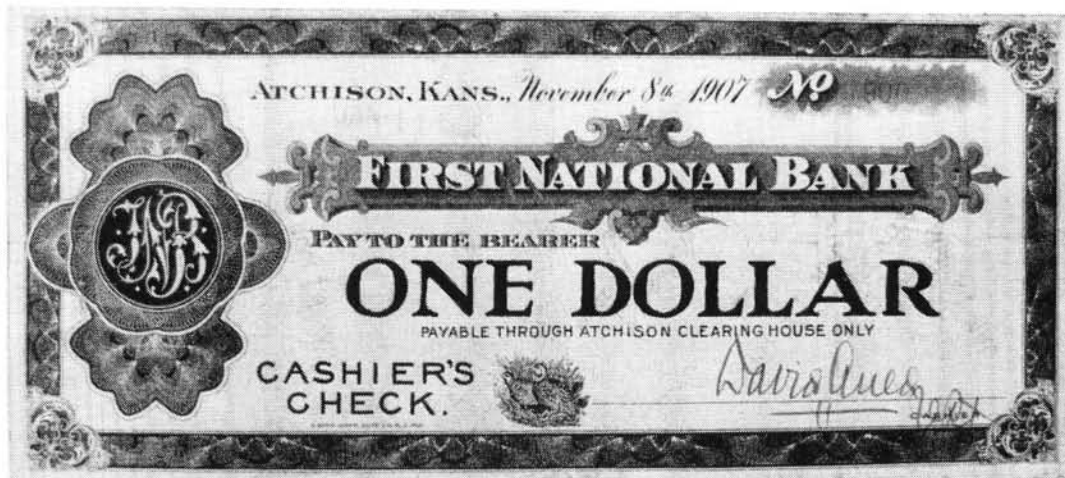 ATCHISON, KANS., November 8th 1907 No
FIRST NATIONAL BANK
PAY TO THE BEARER
ONE DOLLAR
PAYABLE THROUGH ATCHISON CLEARING HOUSE ONLY
CASHIER'S
CHECK.